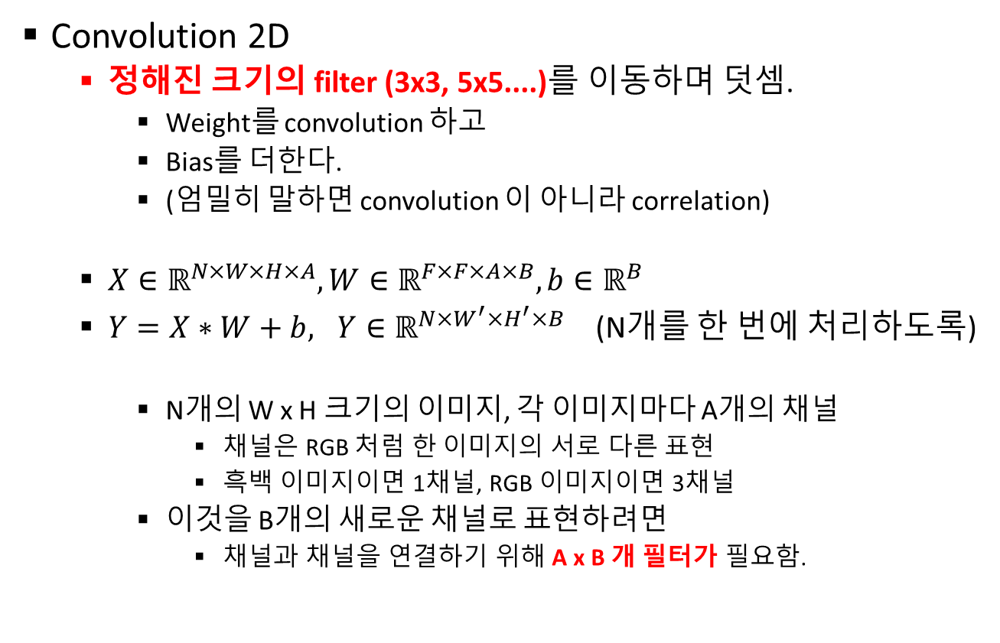 ▪ Convolution 2D
▪ 정해진 크기의 filter (3x3, 5x5....)를 이동하며 덧셈.
▪ Weight를 convolution 하고
▪ Bias를 더한다.
▪ (엄밀히 말하면 convolution 이 아니라 correlation)
▪ $X \in \mathbb{R}^{N \times W \times H \times A}, W \in \mathbb{R}^{F \times F \times A \times B}, b \in \mathbb{R}^{B}$
▪ $Y = X * W + b, \; Y \in \mathbb{R}^{N \times W' \times H' \times B}$ (N개를 한 번에 처리하도록)
▪ N개의 W x H 크기의 이미지, 각 이미지마다 A개의 채널
▪ 채널은 RGB 처럼 한 이미지의 서로 다른 표현
▪ 흑백 이미지이면 1채널, RGB 이미지이면 3채널
▪ 이것을 B개의 새로운 채널로 표현하려면
▪ 채널과 채널을 연결하기 위해 A x B 개 필터가 필요함.